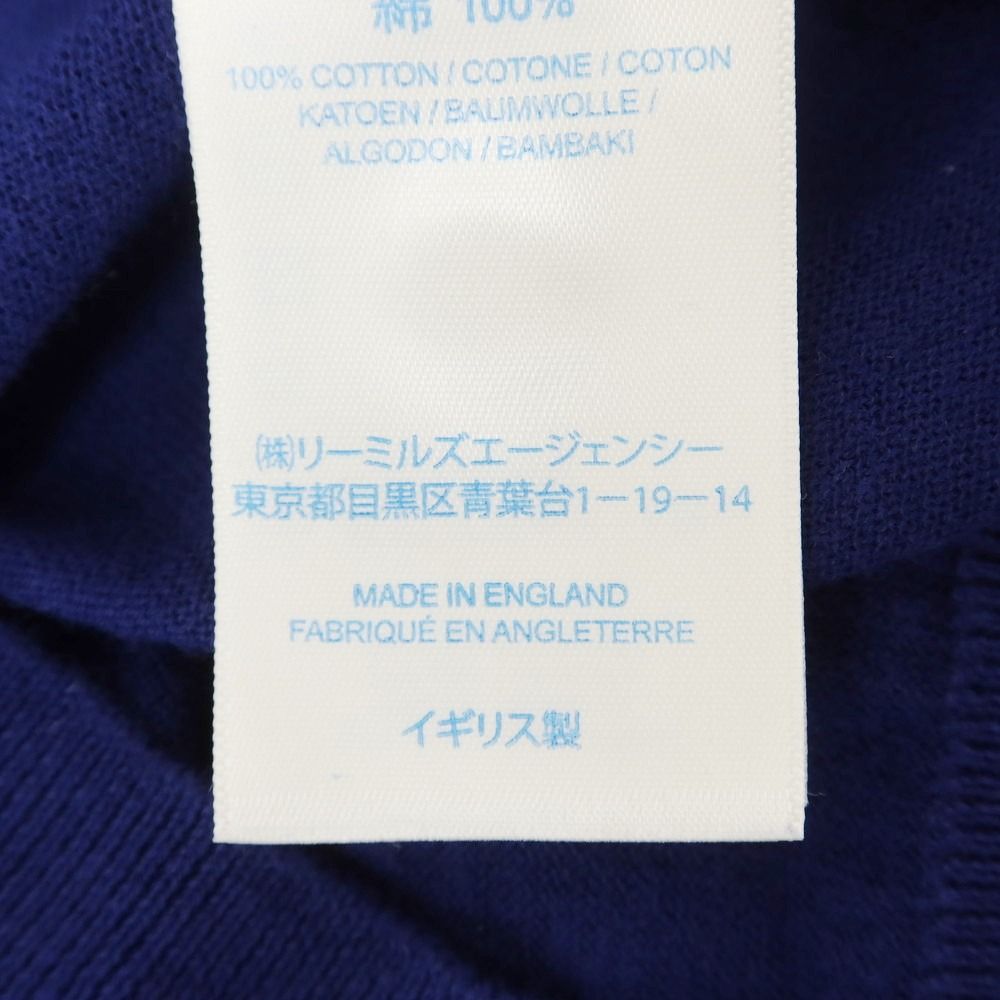 綿 100%
100% COTTON / COTONE / COTON
KATOEN / BAUMWOLLE /
ALGODON / BAMBAKI
㈱リーミルズエージェンシー
東京都目黒区青葉台1－19－14
MADE IN ENGLAND
FABRIQUÉ EN ANGLETERRE
イギリス製